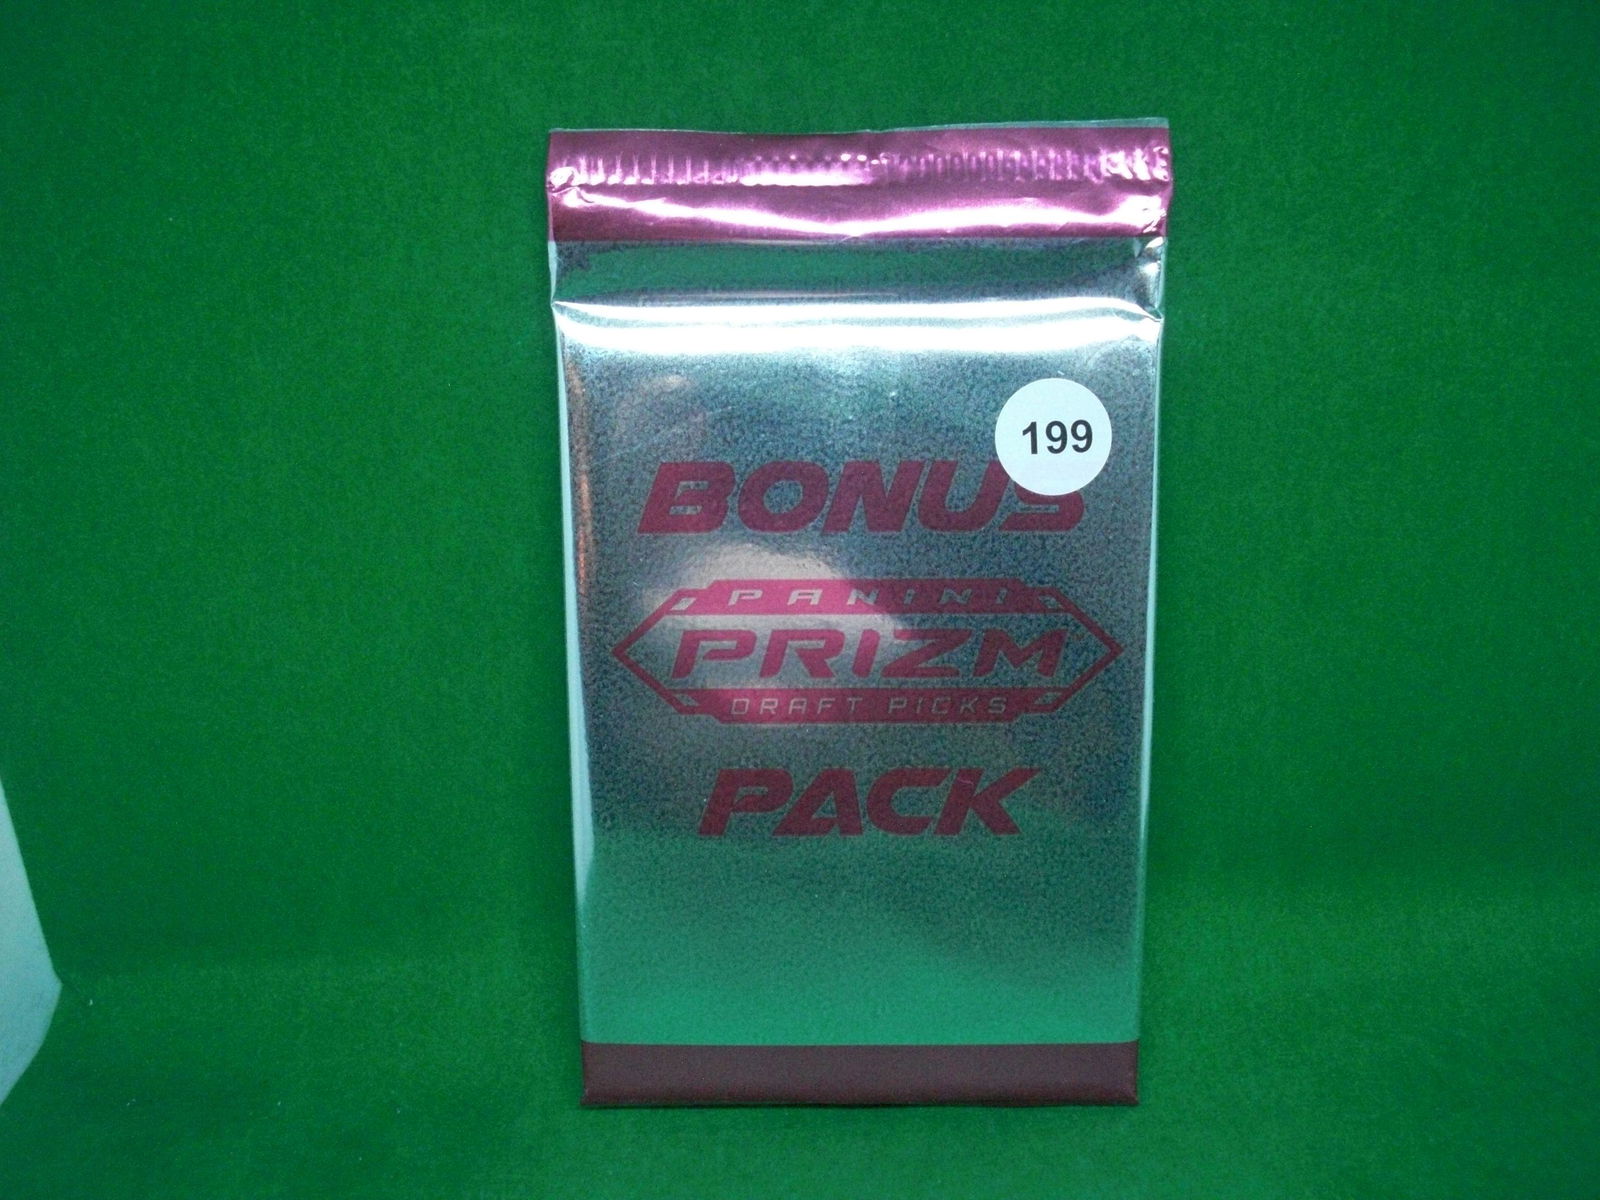 199
BONUS
PANINI
PRIZM
DRAFT PICKS
PACK